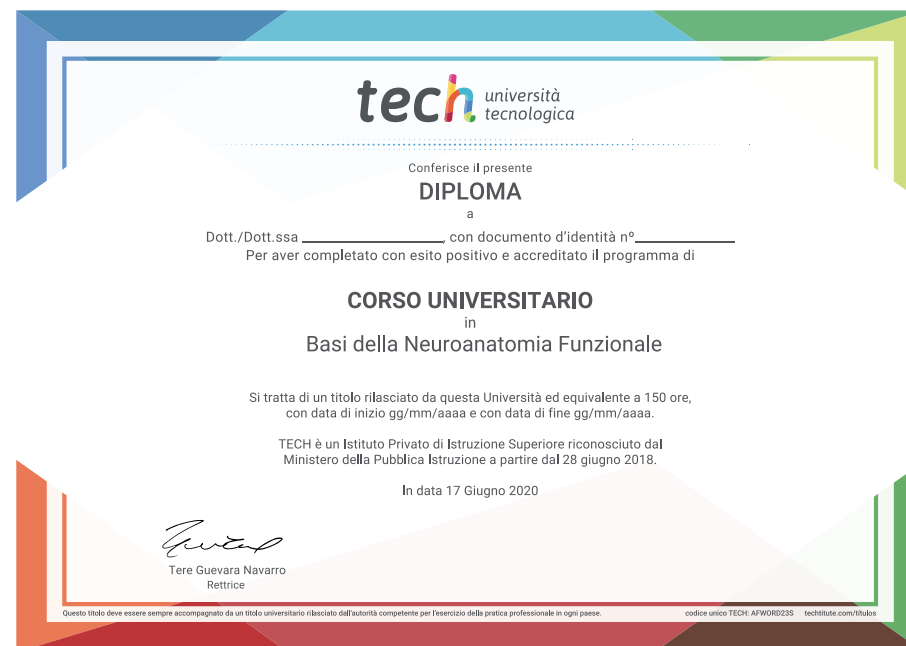 tech università
tecnologica
Conferisce il presente
DIPLOMA
a
Dott./Dott.ssa ____________________, con documento d'identità nº______________
Per aver completato con esito positivo e accreditato il programma di
CORSO UNIVERSITARIO
in
Basi della Neuroanatomia Funzionale
Si tratta di un titolo rilasciato da questa Università ed equivalente a 150 ore,
con data di inizio gg/mm/aaaa e con data di fine gg/mm/aaaa.
TECH è un Istituto Privato di Istruzione Superiore riconosciuto dal
Ministero della Pubblica Istruzione a partire dal 28 giugno 2018.
In data 17 Giugno 2020
Tere Guevara Navarro
Rettrice
Questo titolo deve essere sempre accompagnato da un titolo universitario rilasciato dall'autorità competente per l'esercizio della pratica professionale in ogni paese. codice unico TECH: AFWORD23S techtitute.com/títulos